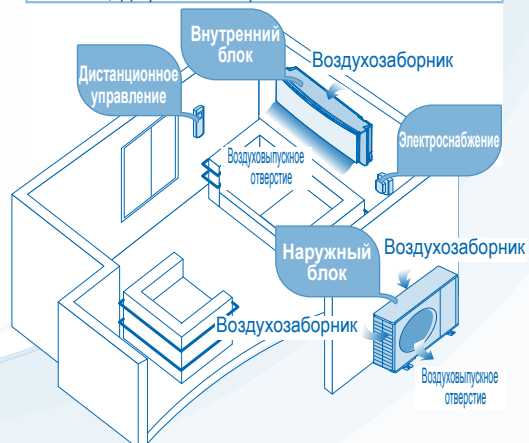 Внутренний
блок
Воздухозаборник
Дистанционное
управление
Электроснабжение
Воздуховыпускное
отверстие
Наружный
блок
Воздухозаборник
Воздухозаборник
Воздуховыпускное
отверстие